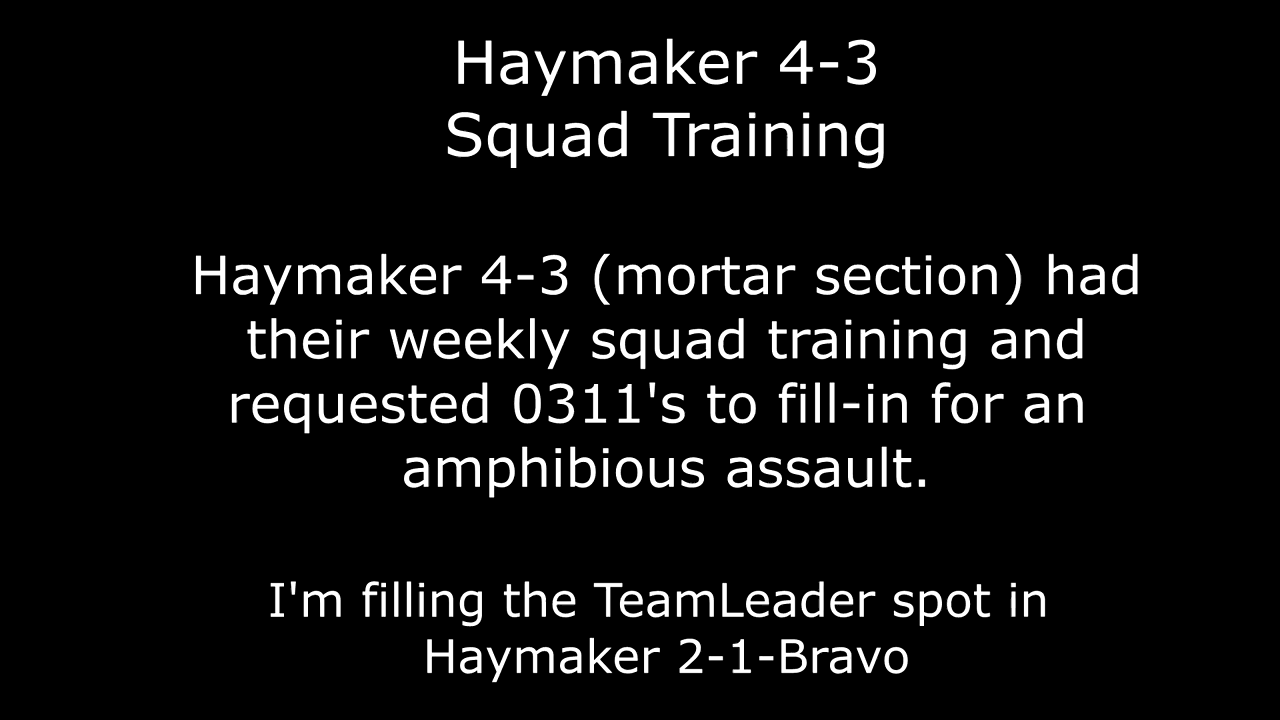 Haymaker 4-3
Squad Training
Haymaker 4-3 (mortar section) had
their weekly squad training and
requested 0311's to fill-in for an
amphibious assault.
I'm filling the TeamLeader spot in
Haymaker 2-1-Bravo